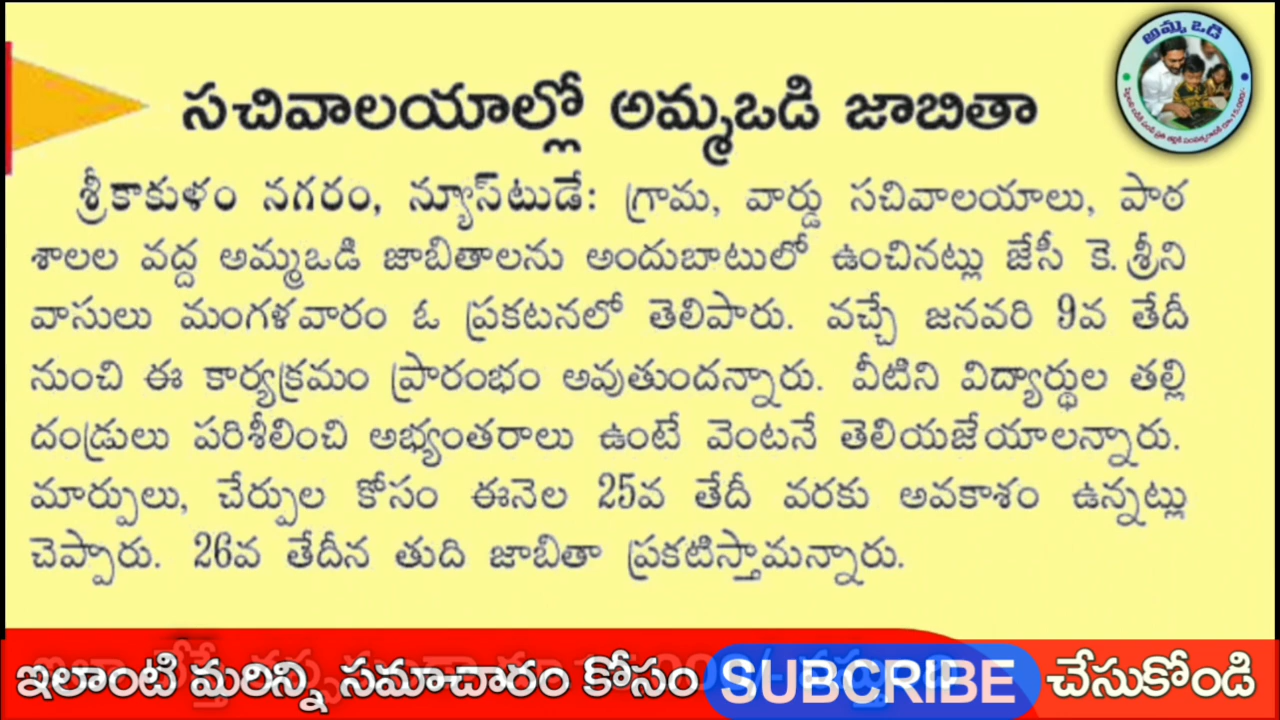 అమ్మ ఒడి
సచివాలయాల్లో అమ్మఒడి జాబితా
శ్రీకాకుళం నగరం, న్యూస్‌టుడే: గ్రామ, వార్డు సచివాలయాలు, పాఠ
శాలల వద్ద అమ్మఒడి జాబితాలను అందుబాటులో ఉంచినట్లు జేసీ కె. శ్రీని
వాసులు మంగళవారం ఓ ప్రకటనలో తెలిపారు. వచ్చే జనవరి 9వ తేదీ
నుంచి ఈ కార్యక్రమం ప్రారంభం అవుతుందన్నారు. వీటిని విద్యార్థుల తల్లి
దండ్రులు పరిశీలించి అభ్యంతరాలు ఉంటే వెంటనే తెలియజేయాలన్నారు.
మార్పులు, చేర్పుల కోసం ఈనెల 25వ తేదీ వరకు అవకాశం ఉన్నట్లు
చెప్పారు. 26వ తేదీన తుది జాబితా ప్రకటిస్తామన్నారు.
ఇలాంటి మరిన్ని సమాచారం కోసం SUBCRIBE చేసుకోండి